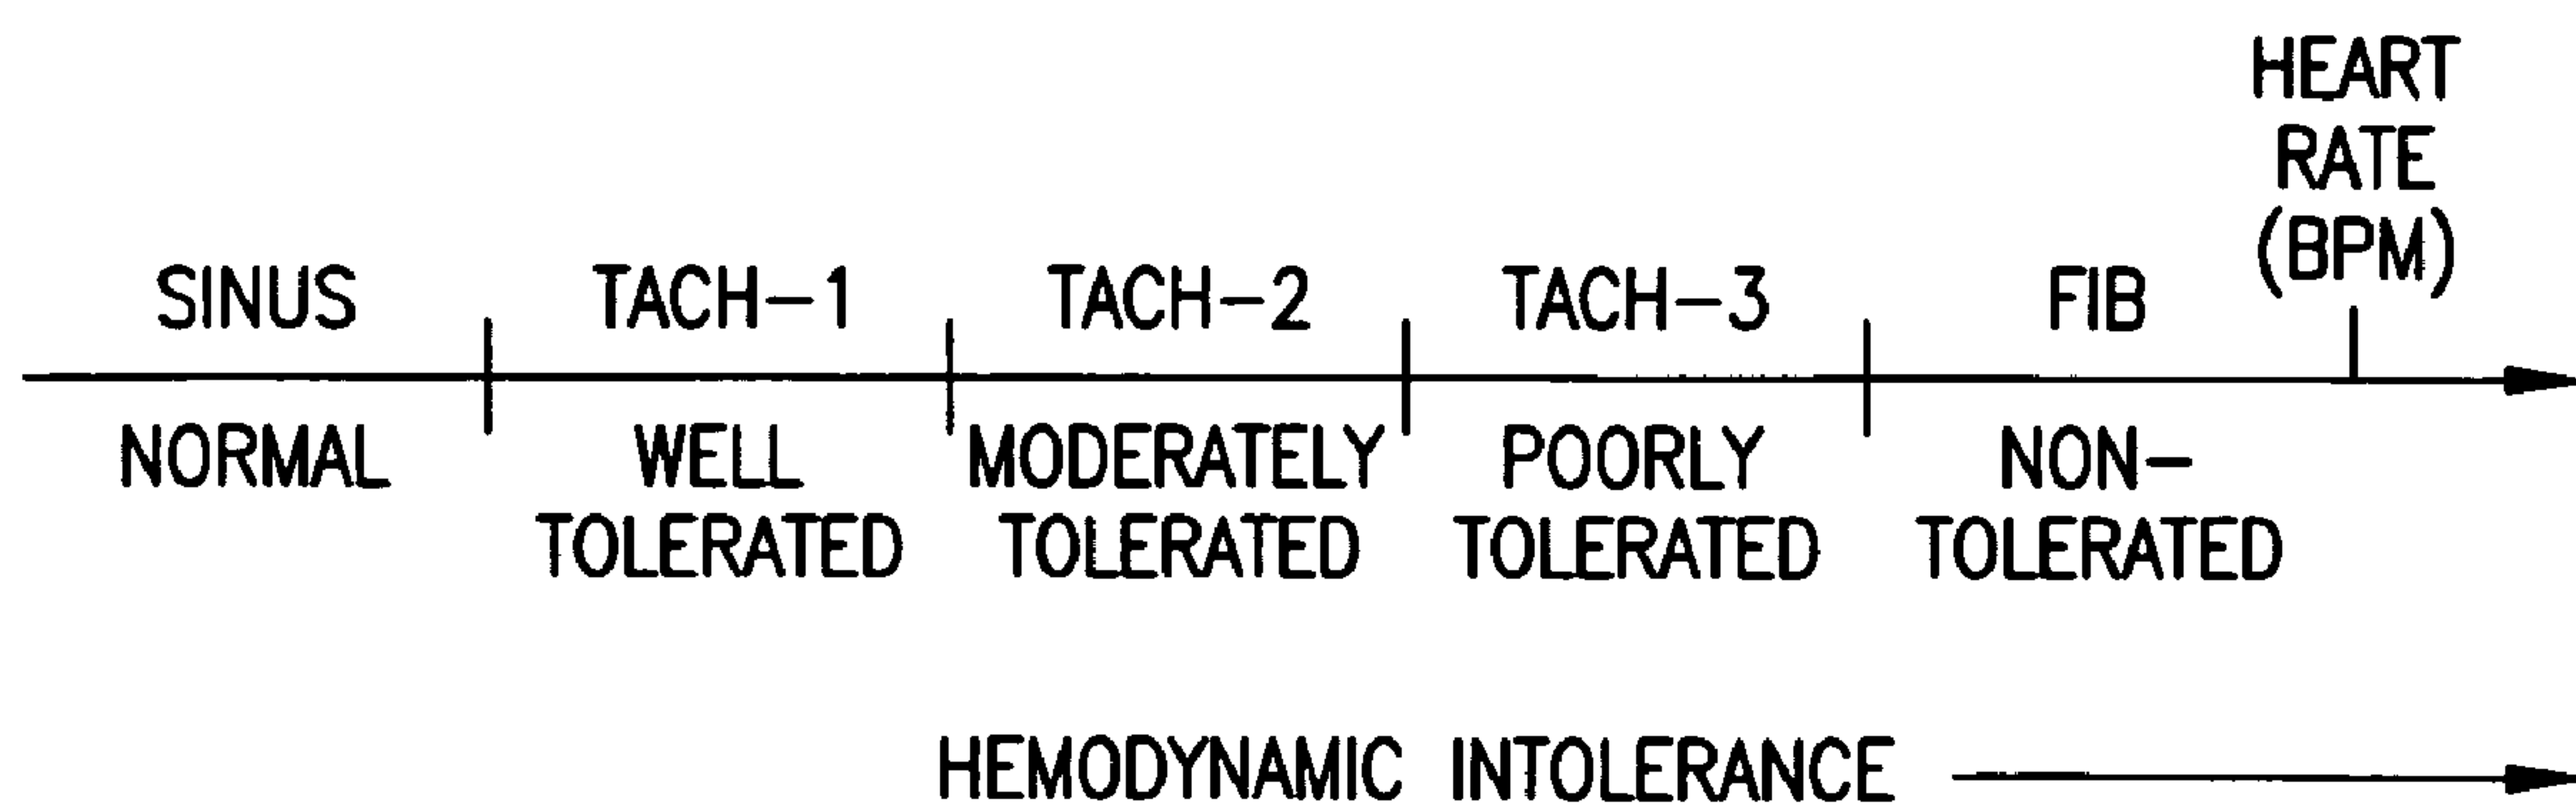 HEART
RATE
(BPM)
SINUS TACH-1 TACH-2 TACH-3 FIB
NORMAL WELL MODERATELY POORLY NON-
TOLERATED TOLERATED TOLERATED TOLERATED
HEMODYNAMIC INTOLERANCE